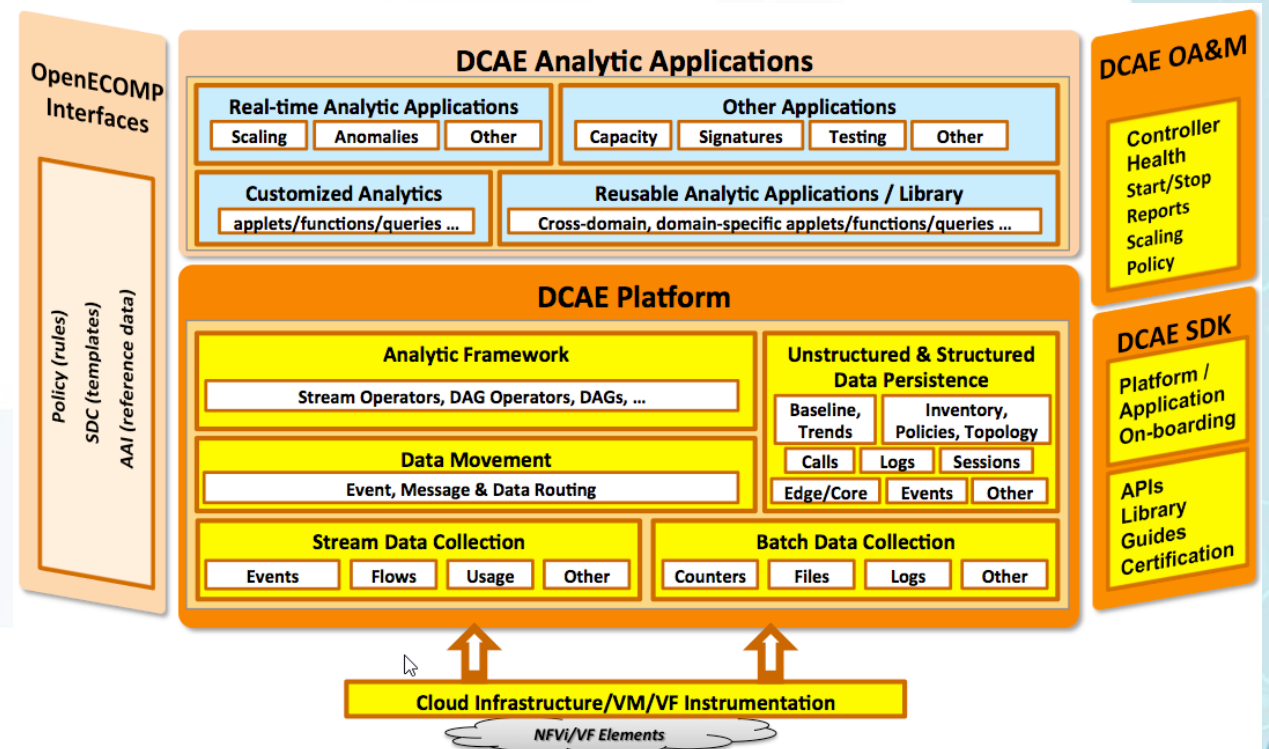 OpenECOMP
Interfaces
Policy (rules)
SDC (templates)
AAI (reference data)
DCAE Analytic Applications
Real-time Analytic Applications
Scaling
Anomalies
Other
Other Applications
Capacity
Signatures
Testing
Other
Customized Analytics
applets/functions/queries ...
Reusable Analytic Applications / Library
Cross-domain, domain-specific applets/functions/queries ...
DCAE Platform
Analytic Framework
Stream Operators, DAG Operators, DAGs, ...
Data Movement
Event, Message & Data Routing
Unstructured & Structured
Data Persistence
Baseline,
Trends
Inventory,
Policies, Topology
Calls
Logs
Sessions
Edge/Core
Events
Other
Stream Data Collection
Events
Flows
Usage
Other
Batch Data Collection
Counters
Files
Logs
Other
DCAE OA&M
Controller
Health
Start/Stop
Reports
Scaling
Policy
DCAE SDK
Platform /
Application
On-boarding
APIs
Library
Guides
Certification
Cloud Infrastructure/VM/VF Instrumentation
NFVi/VF Elements